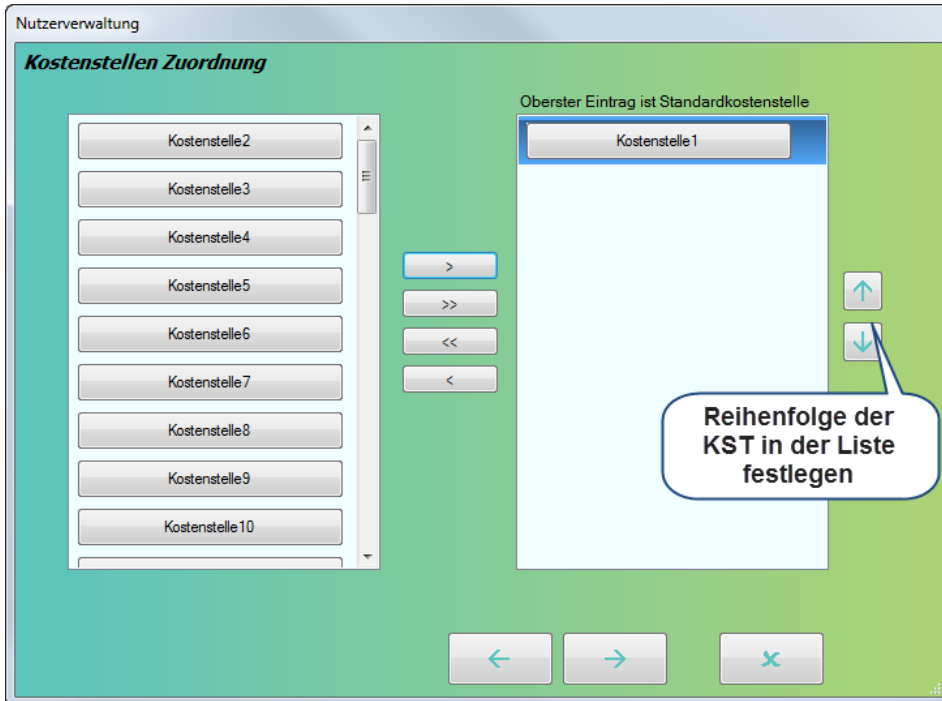 Nutzerverwaltung
Kostenstellen Zuordnung
Oberster Eintrag ist Standardkostenstelle
Kostenstelle2
Kostenstelle3
Kostenstelle4
Kostenstelle5
Kostenstelle6
Kostenstelle7
Kostenstelle8
Kostenstelle9
Kostenstelle10
>
>>
<<
<
Kostenstelle1
Reihenfolge der
KST in der Liste
festlegen